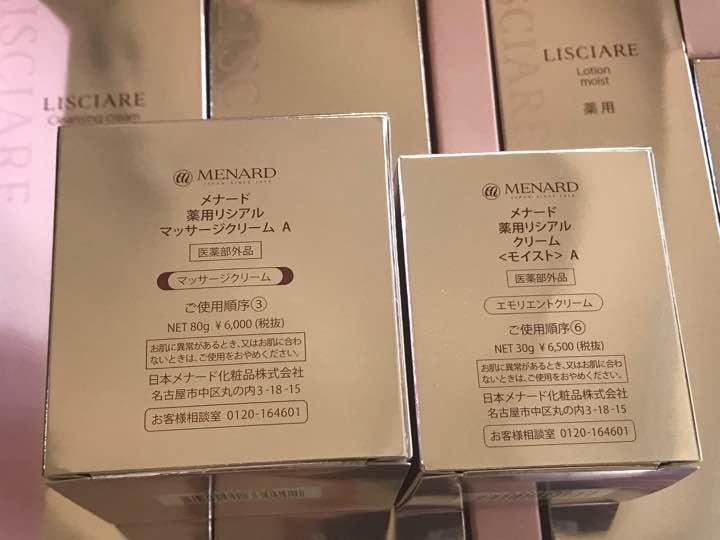 LISCIARE
Cleansing cream
LISCIARE
Lotion
moist
薬用
MENARD
JAPAN SINCE 1959
メナード
薬用リシアル
マッサージクリーム A
医薬部外品
マッサージクリーム
ご使用順序③
NET 80g ¥6,000 (税抜)
お肌に異常があるとき、又はお肌に合わ
ないときは、ご使用をおやめください。
日本メナード化粧品株式会社
名古屋市中区丸の内3-18-15
お客様相談室 0120-164601
MENARD
JAPAN SINCE 1959
メナード
薬用リシアル
クリーム
<モイスト> A
医薬部外品
エモリエントクリーム
ご使用順序⑥
NET 30g ¥6,500 (税抜)
お肌に異常があるとき、又はお肌に合わ
ないときは、ご使用をおやめください。
日本メナード化粧品株式会社
名古屋市中区丸の内3-18-15
お客様相談室 0120-164601